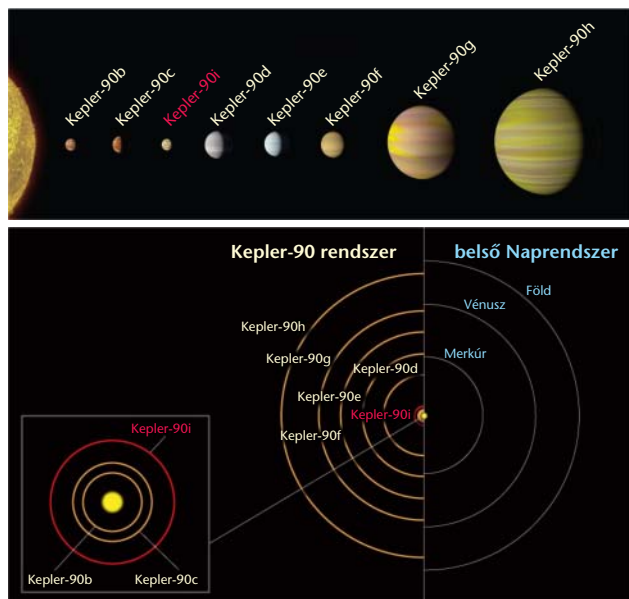 Kepler-90b
Kepler-90c
Kepler-90i
Kepler-90d
Kepler-90e
Kepler-90f
Kepler-90g
Kepler-90h
Kepler-90 rendszer
belső Naprendszer
Föld
Vénusz
Merkúr
Kepler-90h
Kepler-90g
Kepler-90d
Kepler-90e
Kepler-90i
Kepler-90f
Kepler-90i
Kepler-90b
Kepler-90c